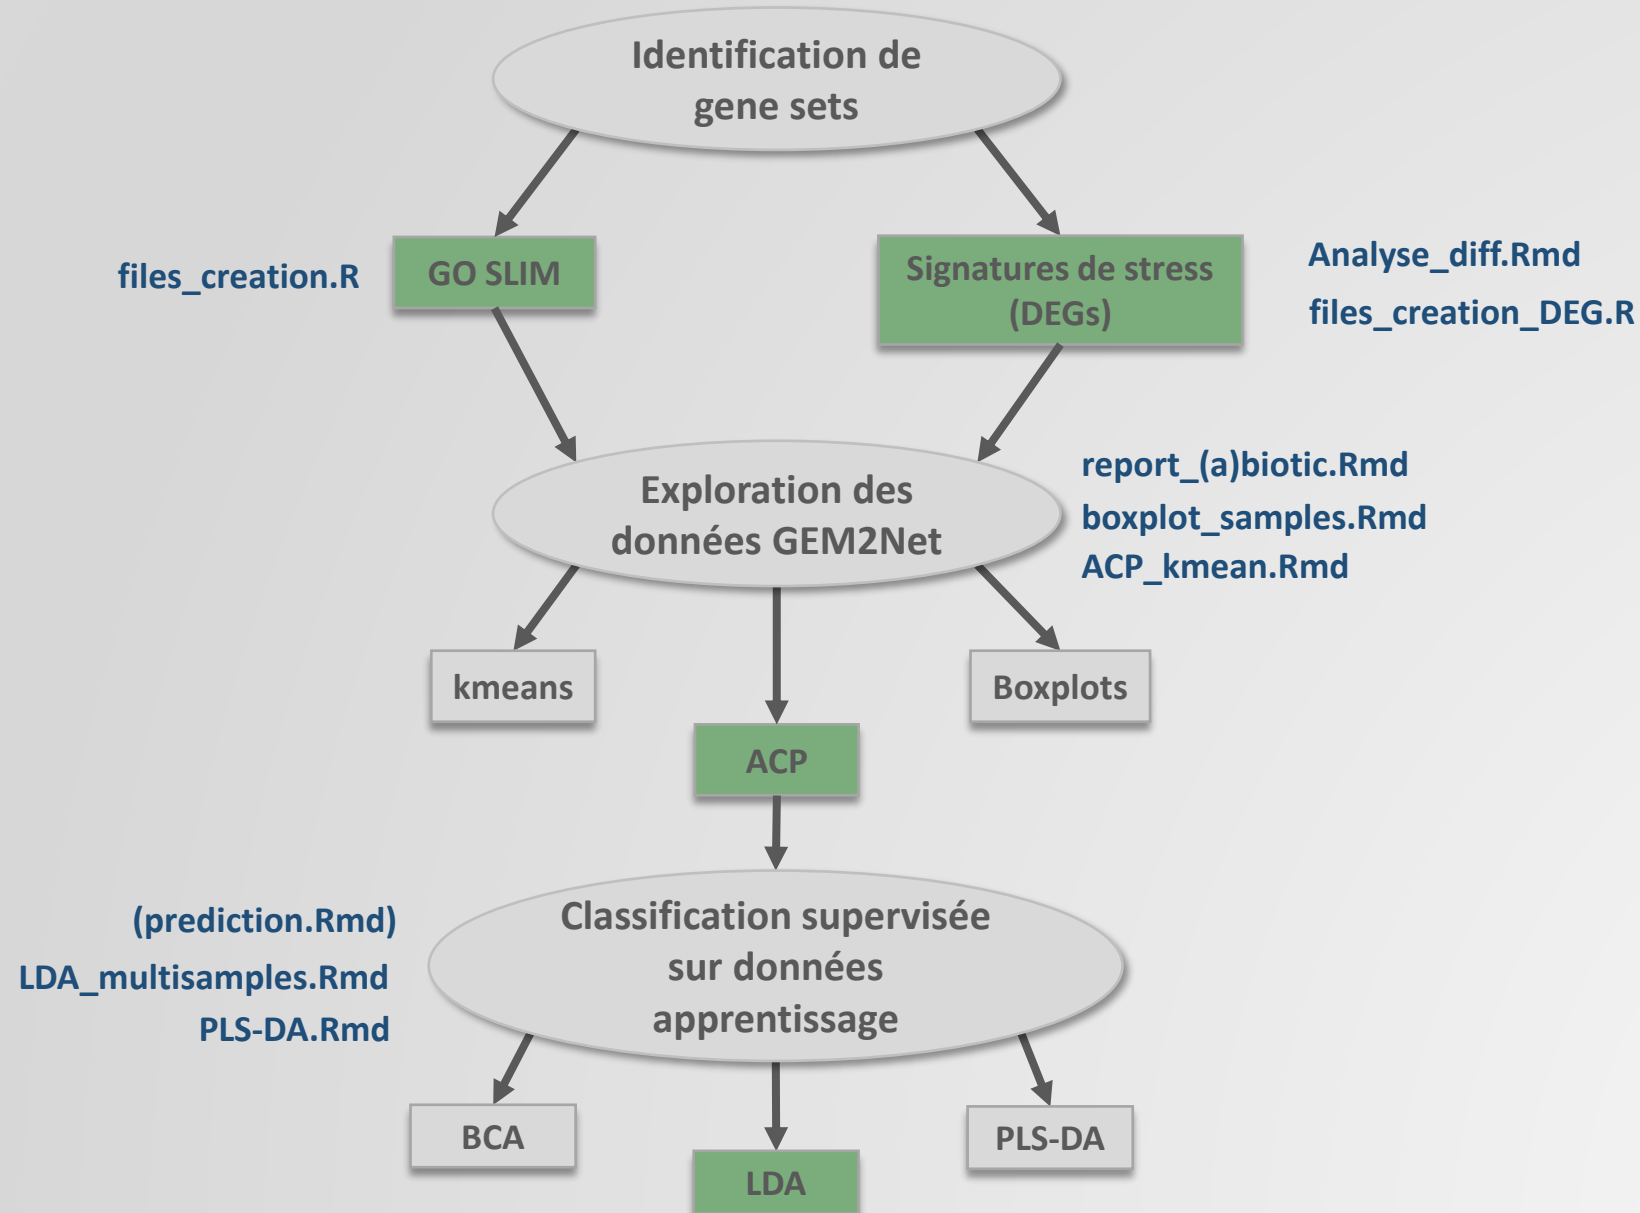 Identification de
gene sets
files_creation.R
GO SLIM
Signatures de stress
(DEGs)
Analyse_diff.Rmd
files_creation_DEG.R
Exploration des
données GEM2Net
report_(a)biotic.Rmd
boxplot_samples.Rmd
ACP_kmean.Rmd
kmeans
Boxplots
ACP
(prediction.Rmd)
LDA_multisamples.Rmd
PLS-DA.Rmd
Classification supervisée
sur données
apprentissage
BCA
PLS-DA
LDA